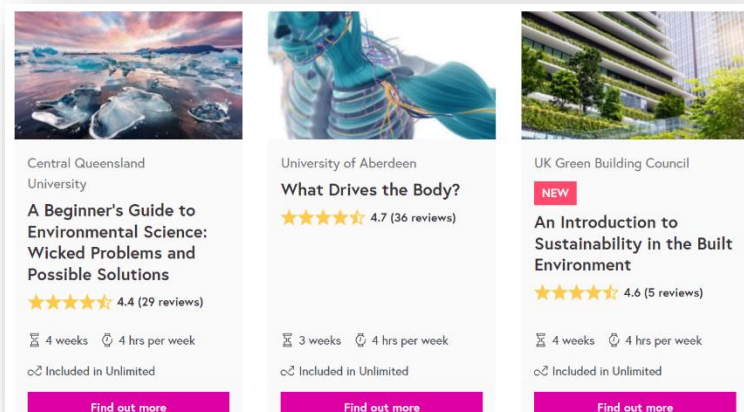 Central Queensland
University
A Beginner's Guide to
Environmental Science:
Wicked Problems and
Possible Solutions
4.4 (29 reviews)
4 weeks 4 hrs per week
Included in Unlimited
Find out more
University of Aberdeen
What Drives the Body?
4.7 (36 reviews)
3 weeks 4 hrs per week
Included in Unlimited
Find out more
UK Green Building Council
NEW
An Introduction to
Sustainability in the Built
Environment
4.6 (5 reviews)
4 weeks 4 hrs per week
Included in Unlimited
Find out more